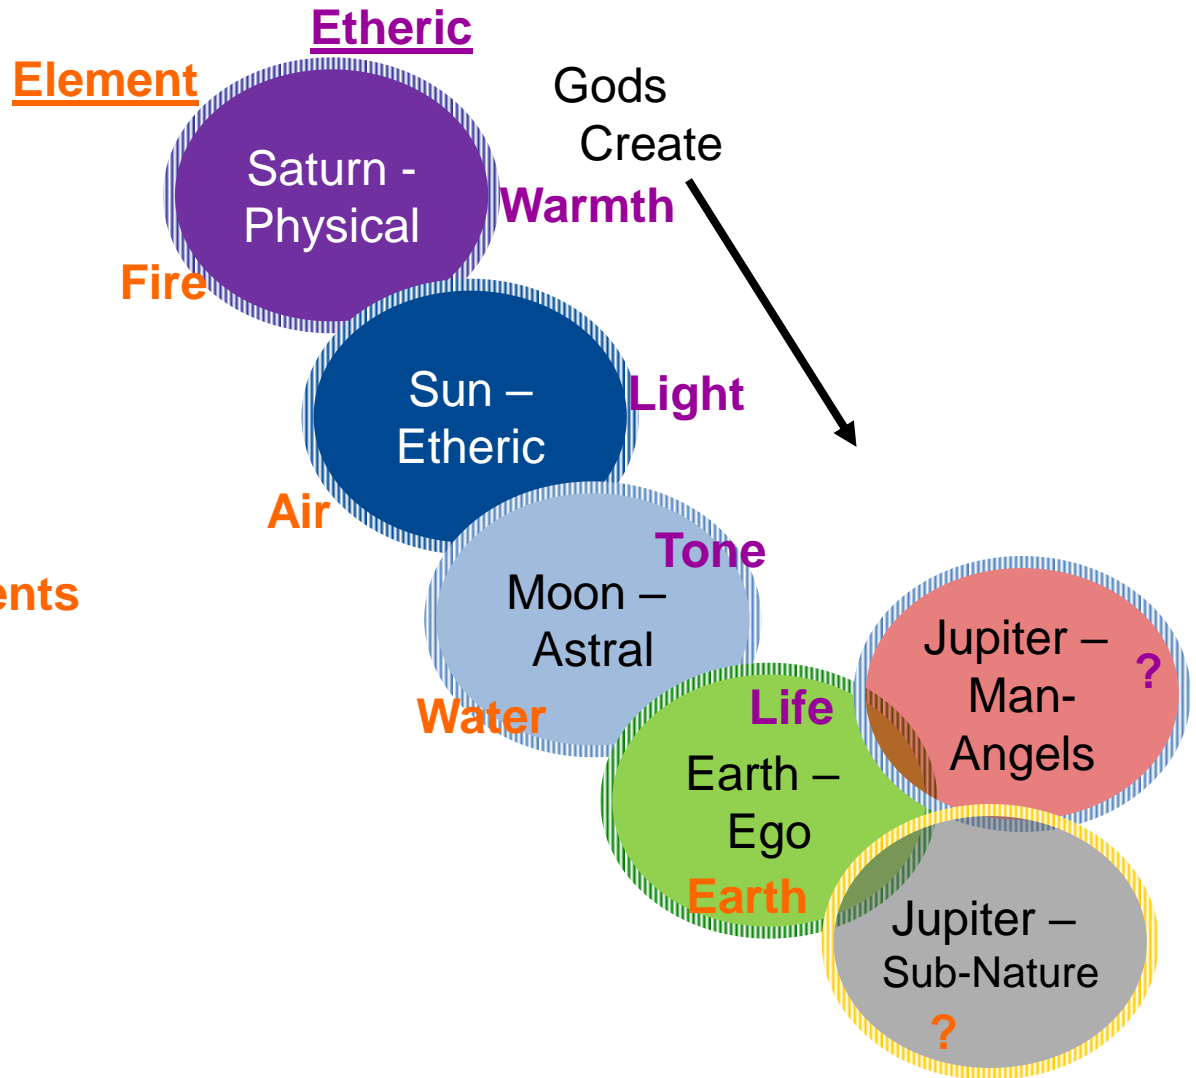 Etheric
Element
Gods
Create
Saturn -
Physical
Warmth
Fire
Sun –
Etheric
Light
Air
Tone
Moon –
Astral
ents
Water
Life
Earth –
Ego
Earth
Jupiter –
Man-
Angels
?
Jupiter –
Sub-Nature
?